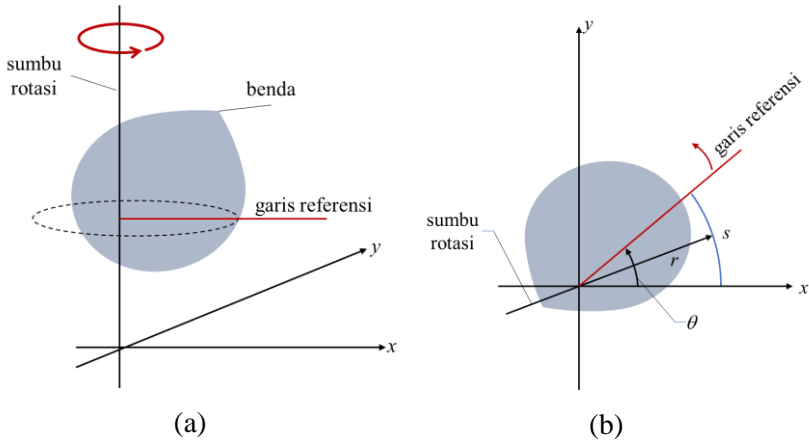 sumbu
rotasi
benda
garis referensi
y
x
(a)
y
garis referensi
sumbu
rotasi
s
r
x
θ
(b)